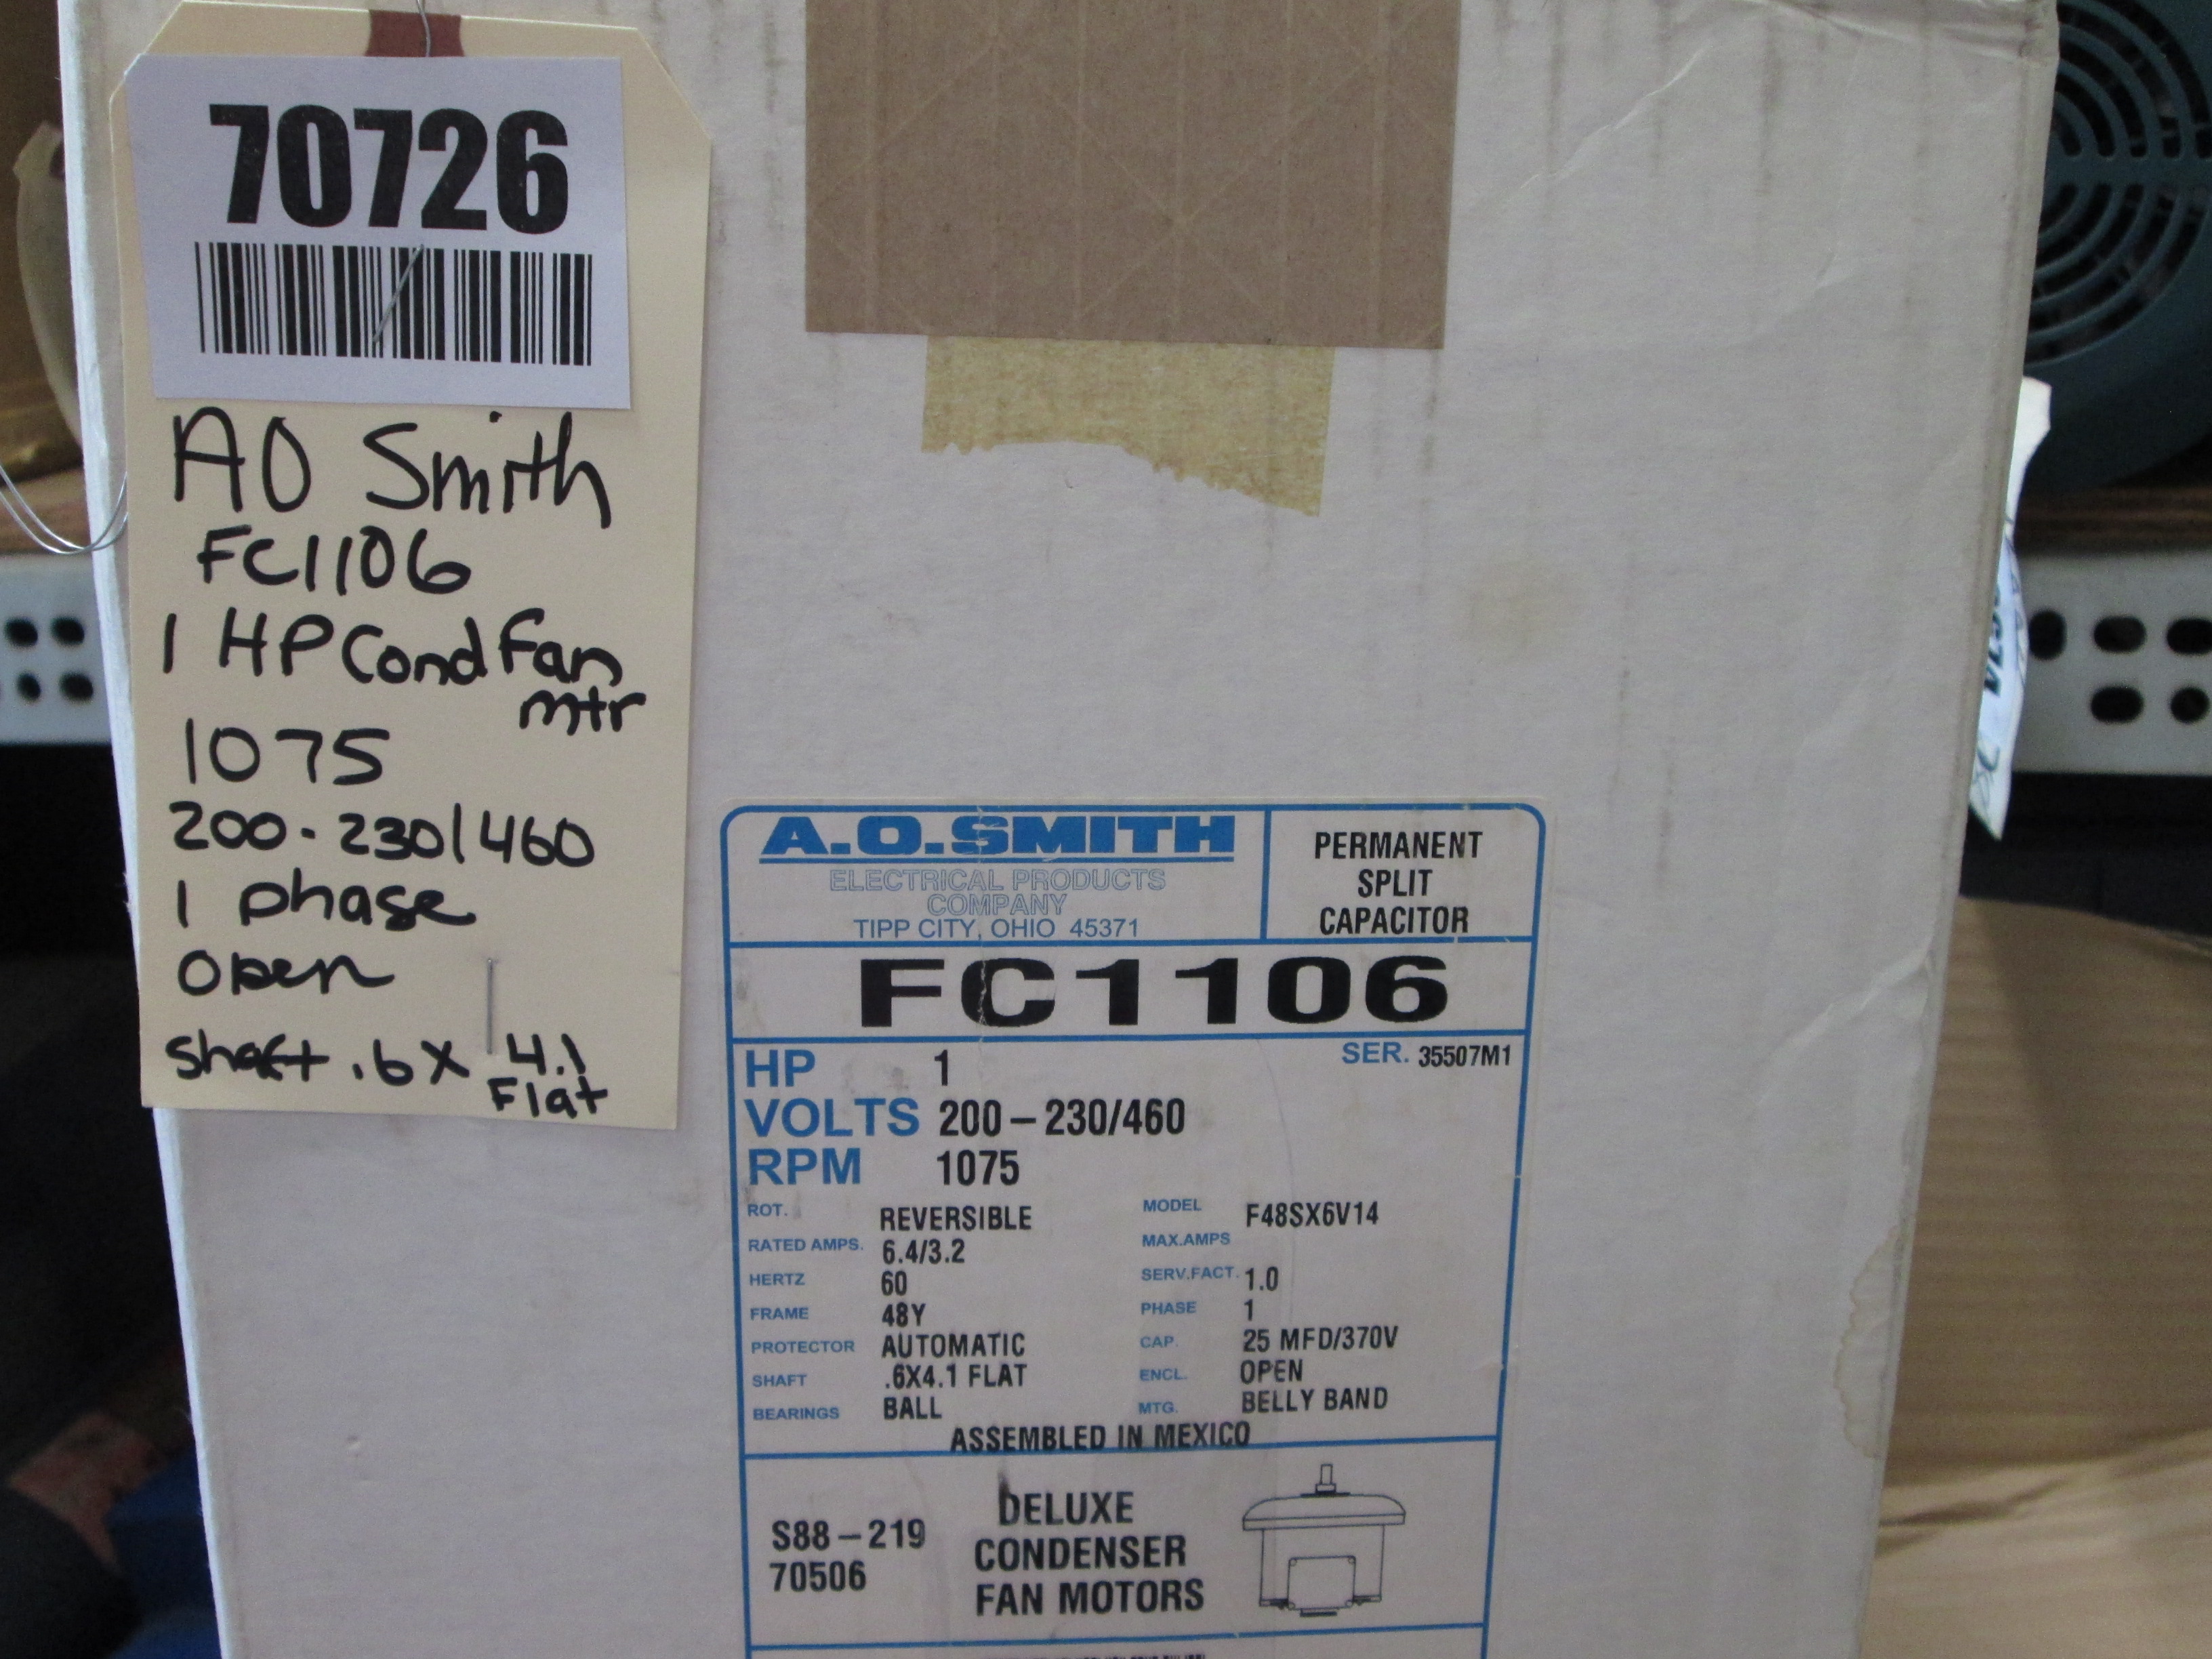 70726
AO Smith
FC1106
1 HP Cond Fan
mtr
1075
200-230/460
1 phase
open
shaft .6 x 4.1
Flat
A.O.SMITH
ELECTRICAL PRODUCTS
COMPANY
TIPP CITY, OHIO 45371
PERMANENT
SPLIT
CAPACITOR
FC1106
HP 1
SER. 35507M1
VOLTS 200-230/460
RPM 1075
ROT. REVERSIBLE MODEL F48SX6V14
RATED AMPS. 6.4/3.2 MAX.AMPS
HERTZ 60 SERV.FACT. 1.0
FRAME 48Y PHASE 1
PROTECTOR AUTOMATIC CAP. 25 MFD/370V
SHAFT .6X4.1 FLAT ENCL. OPEN
BEARINGS BALL MTG. BELLY BAND
ASSEMBLED IN MEXICO
S88-219
70506
DELUXE
CONDENSER
FAN MOTORS